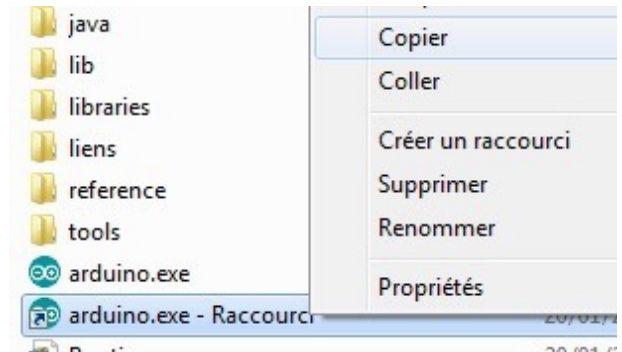 java
lib
libraries
liens
reference
tools
arduino.exe
arduino.exe - Raccourci
Copier
Coller
Créer un raccourci
Supprimer
Renommer
Propriétés